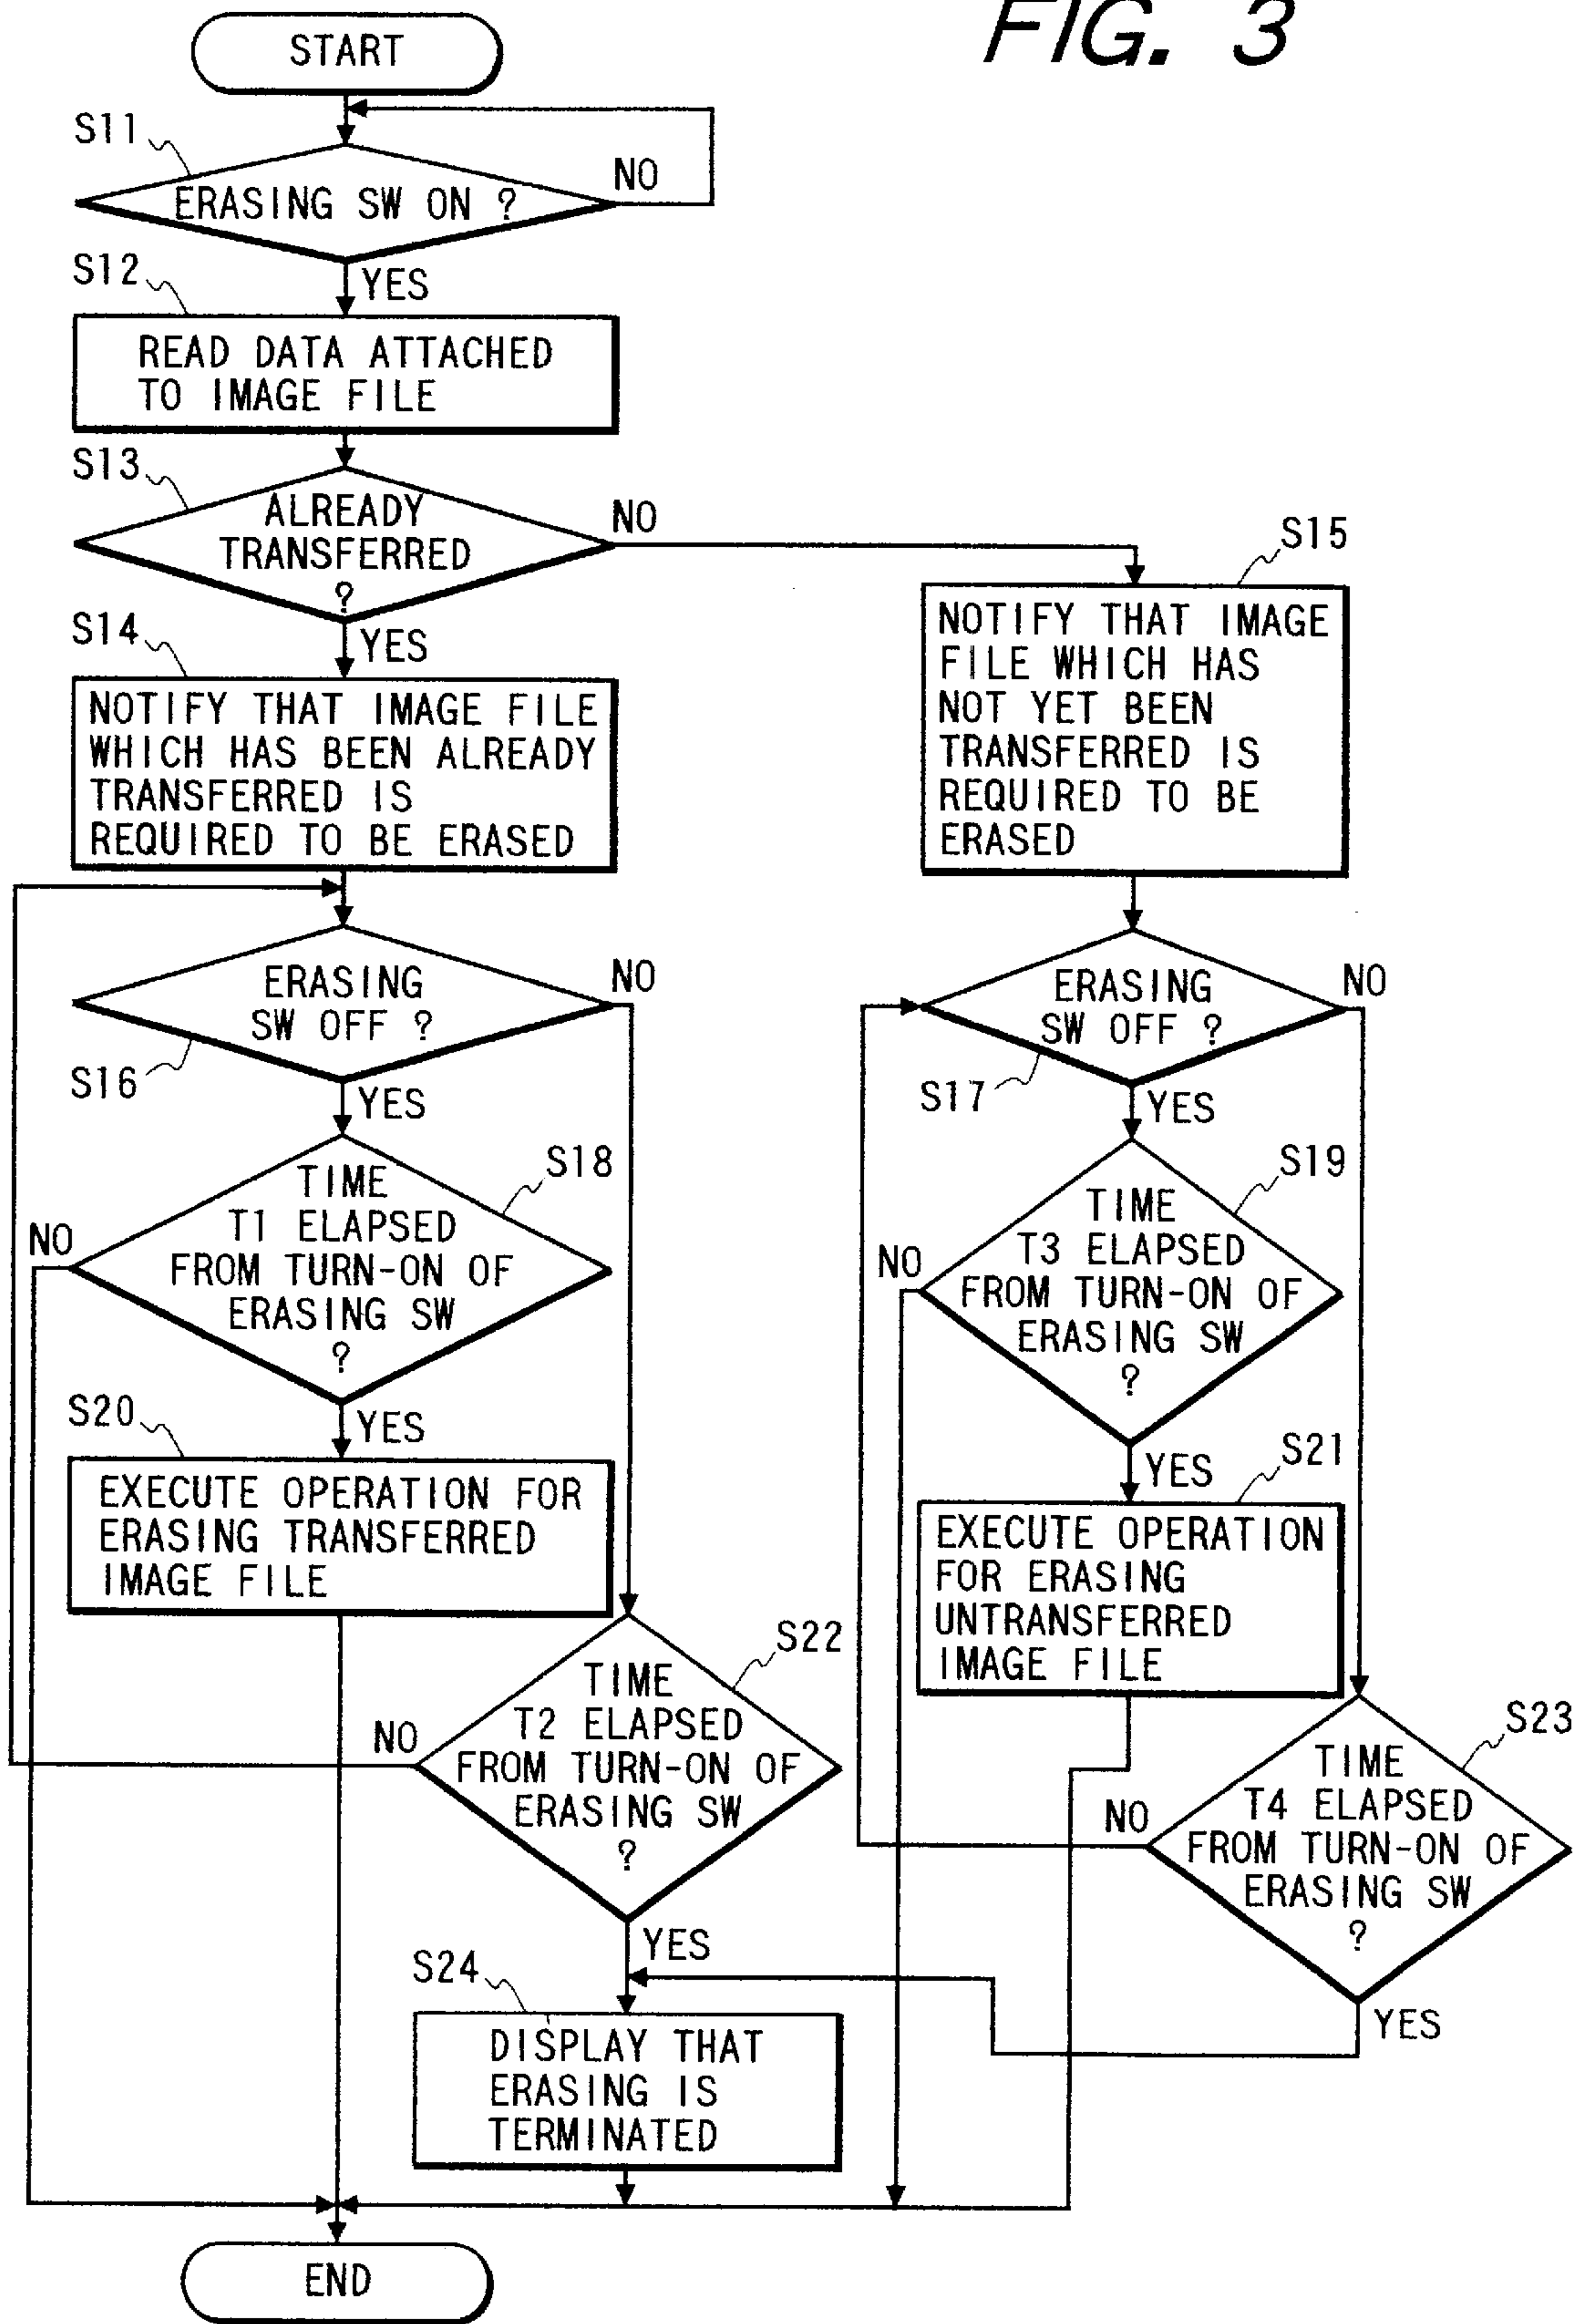 FIG. 3
START
S11
ERASING SW ON ?
NO
YES
S12
READ DATA ATTACHED
TO IMAGE FILE
S13
ALREADY
TRANSFERRED
?
NO
YES
S14
NOTIFY THAT IMAGE FILE
WHICH HAS BEEN ALREADY
TRANSFERRED IS
REQUIRED TO BE ERASED
S15
NOTIFY THAT IMAGE
FILE WHICH HAS
NOT YET BEEN
TRANSFERRED IS
REQUIRED TO BE
ERASED
ERASING
SW OFF ?
NO
S16
YES
ERASING
SW OFF ?
NO
S17
YES
S18
TIME
T1 ELAPSED
FROM TURN-ON OF
ERASING SW
?
NO
YES
S19
TIME
T3 ELAPSED
FROM TURN-ON OF
ERASING SW
?
NO
YES
S20
EXECUTE OPERATION FOR
ERASING TRANSFERRED
IMAGE FILE
S21
EXECUTE OPERATION
FOR ERASING
UNTRANSFERRED
IMAGE FILE
S22
TIME
T2 ELAPSED
FROM TURN-ON OF
ERASING SW
?
NO
YES
S23
TIME
T4 ELAPSED
FROM TURN-ON OF
ERASING SW
?
NO
YES
S24
DISPLAY THAT
ERASING IS
TERMINATED
END